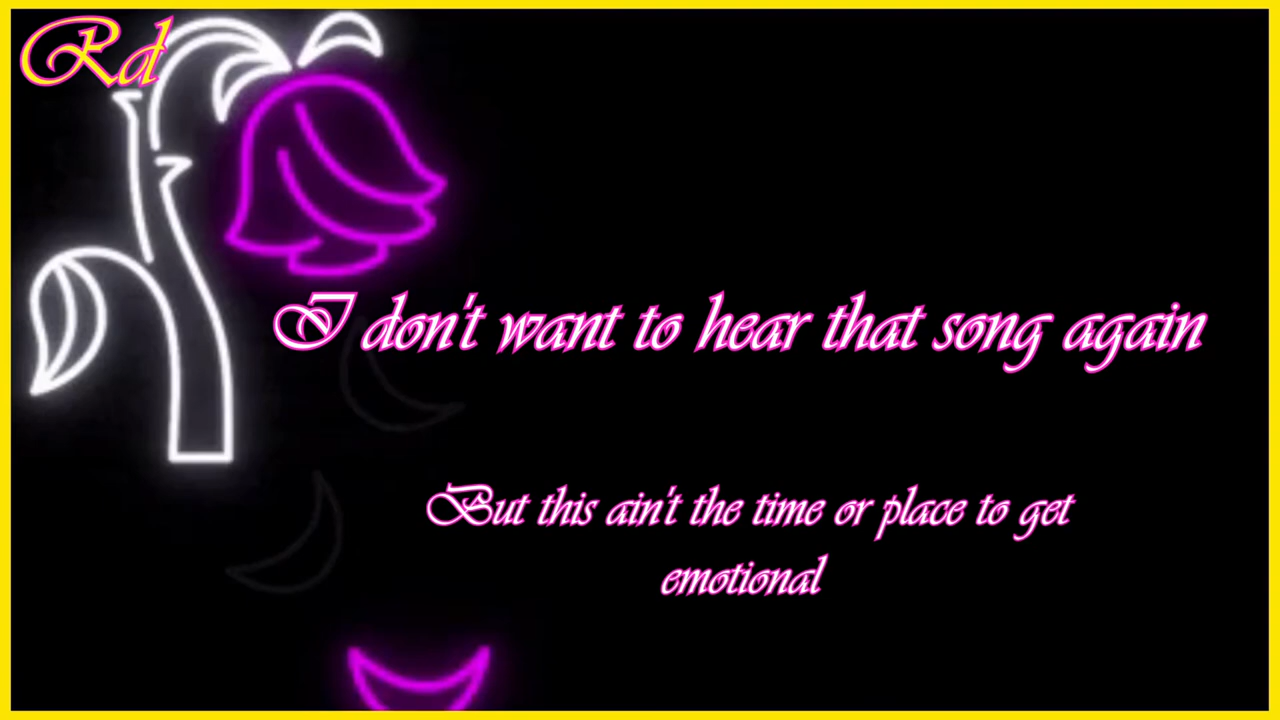 Rd
I don't want to hear that song again
But this ain't the time or place to get
emotional